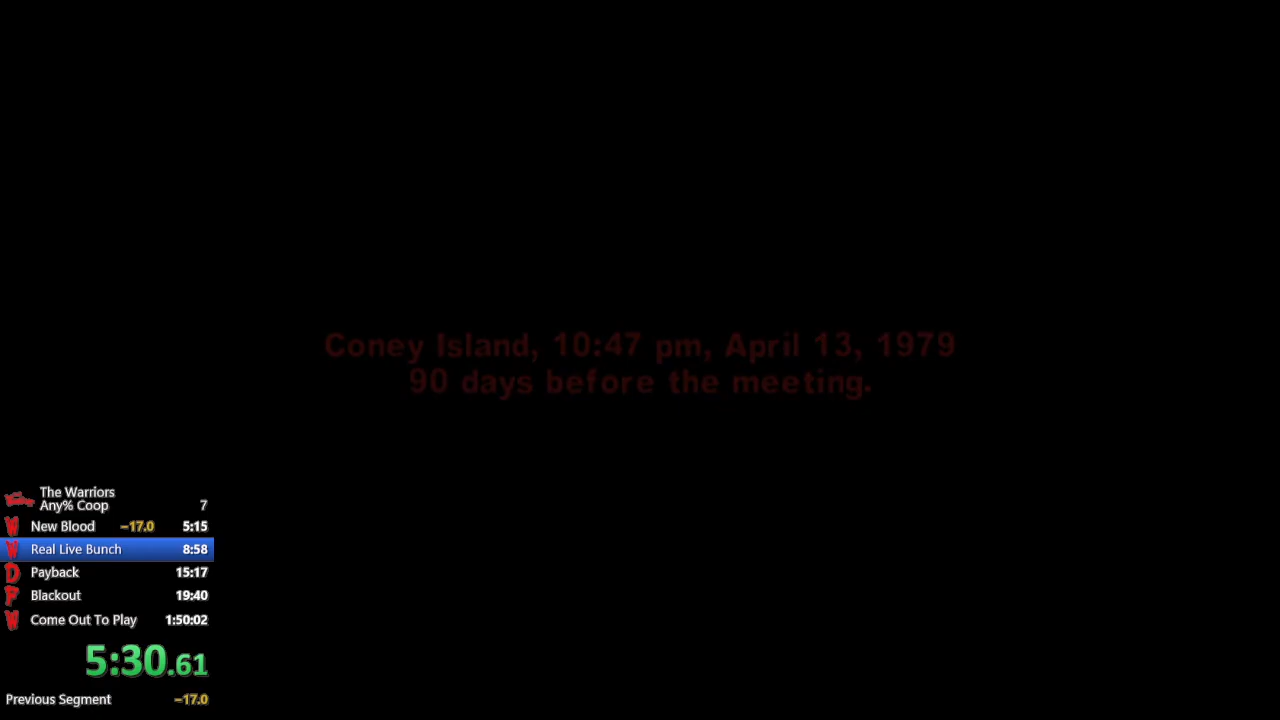 Coney Island, 10:47 pm, April 13, 1979
90 days before the meeting.
The Warriors
Any% Coop 7
W New Blood −17.0 5:15
W Real Live Bunch 8:58
D Payback 15:17
F Blackout 19:40
W Come Out To Play 1:50:02
5:30.61
Previous Segment −17.0